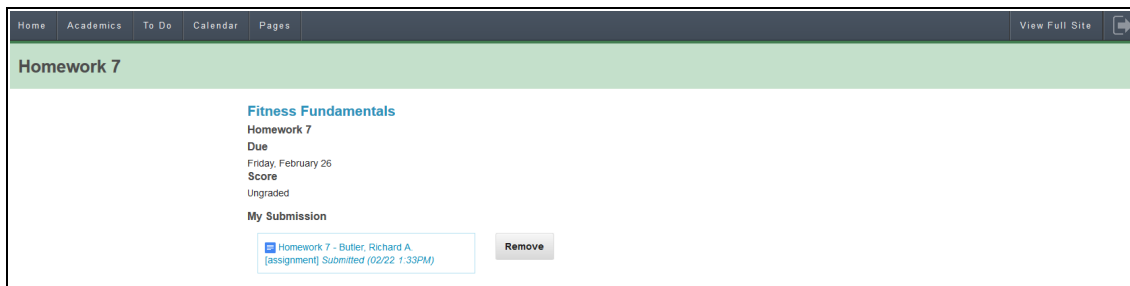 Home Academics To Do Calendar Pages View Full Site
Homework 7
Fitness Fundamentals
Homework 7
Due
Friday, February 26
Score
Ungraded
My Submission
Homework 7 - Butler, Richard A.
[assignment] Submitted (02/22 1:33PM)
Remove